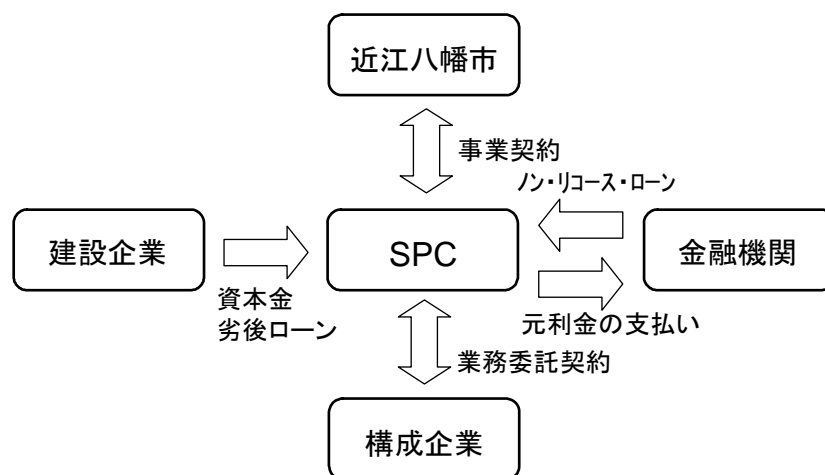 近江八幡市
事業契約
ノン・リコース・ローン
建設企業
SPC
金融機関
資本金
劣後ローン
元利金の支払い
業務委託契約
構成企業